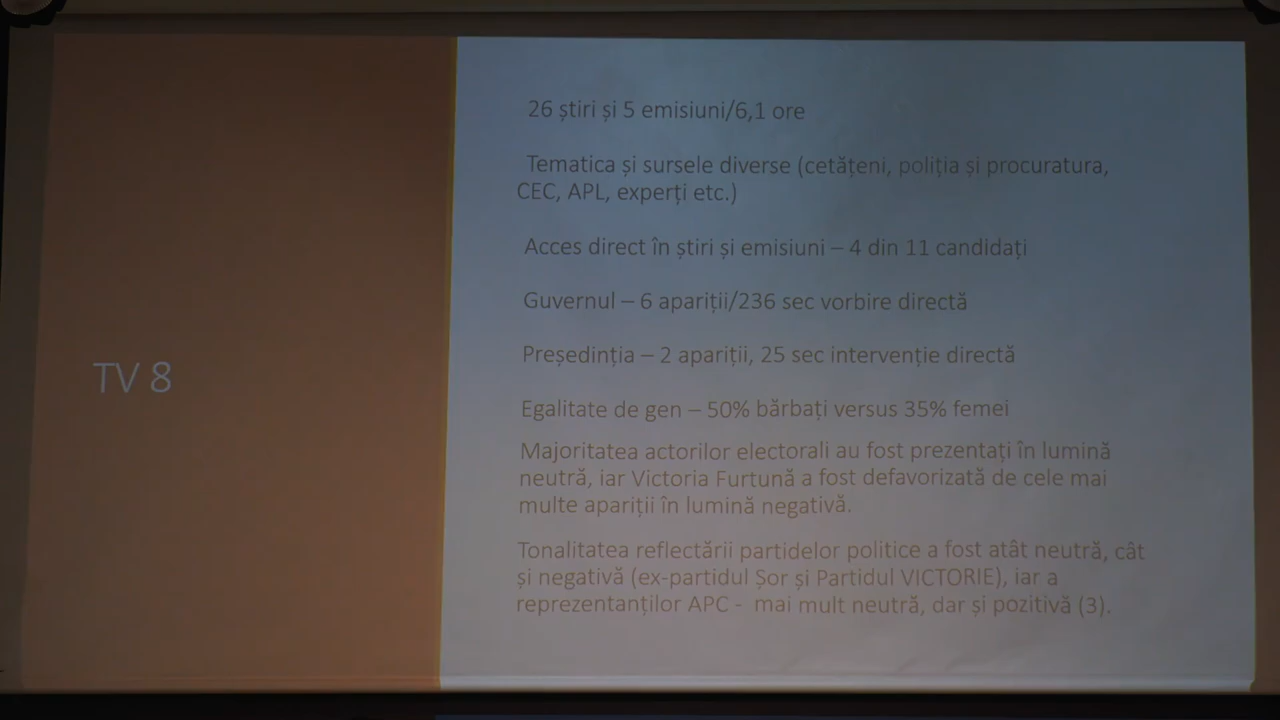 TV 8
26 știri și 5 emisiuni/6,1 ore
Tematica și sursele diverse (cetățeni, poliția și procuratura,
CEC, APL, experți etc.)
Acces direct în știri și emisiuni – 4 din 11 candidați
Guvernul – 6 apariții/236 sec vorbire directă
Președinția – 2 apariții, 25 sec intervenție directă
Egalitate de gen – 50% bărbați versus 35% femei
Majoritatea actorilor electorali au fost prezentați în lumină
neutră, iar Victoria Furtună a fost defavorizată de cele mai
multe apariții în lumină negativă.
Tonalitatea reflectării partidelor politice a fost atât neutră, cât
și negativă (ex-partidul Șor și Partidul VICTORIE), iar a
reprezentanților APC - mai mult neutră, dar și pozitivă (3).